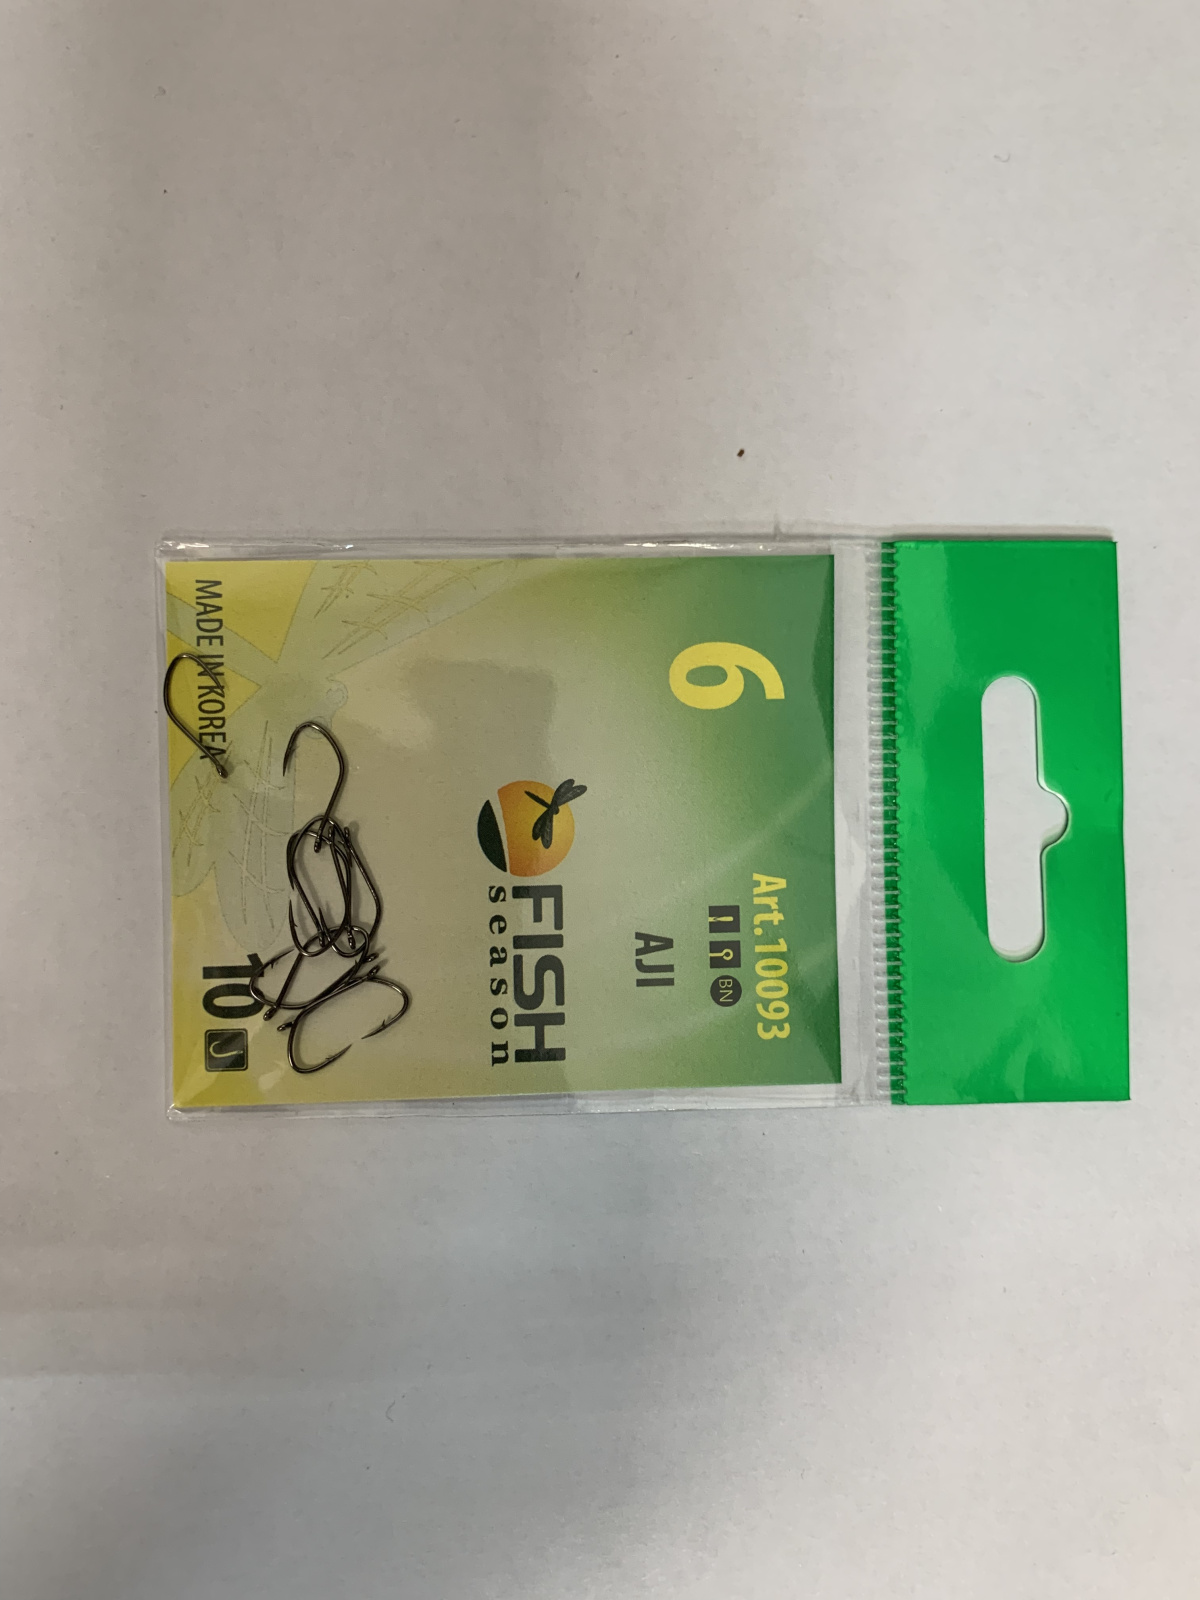 6
Art.10093
BN
AJI
FISH
season
MADE IN KOREA
10